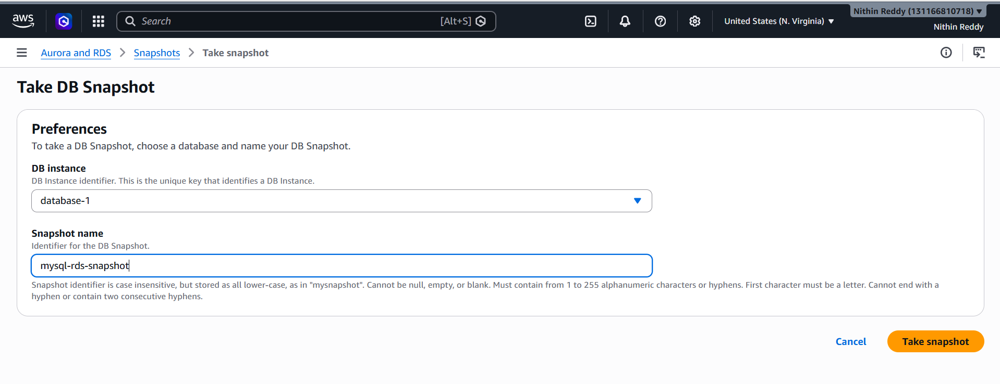 aws
Search
[Alt+S]
United States (N. Virginia)
Nithin Reddy (131166810718)
Nithin Reddy
Aurora and RDS
Snapshots
Take snapshot
Take DB Snapshot
Preferences
To take a DB Snapshot, choose a database and name your DB Snapshot.
DB instance
DB Instance identifier. This is the unique key that identifies a DB Instance.
database-1
Snapshot name
Identifier for the DB Snapshot.
mysql-rds-snapshot
Snapshot identifier is case insensitive, but stored as all lower-case, as in "mysnapshot". Cannot be null, empty, or blank. Must contain from 1 to 255 alphanumeric characters or hyphens. First character must be a letter. Cannot end with a
hyphen or contain two consecutive hyphens.
Cancel
Take snapshot